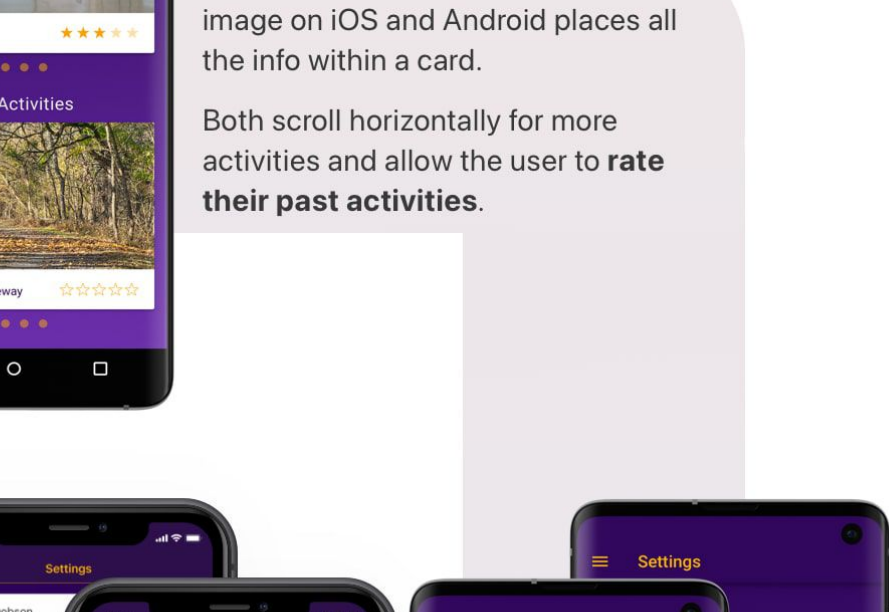 image on iOS and Android places all
the info within a card.
Activities
Both scroll horizontally for more
activities and allow the user to rate
their past activities.
Settings
Settings